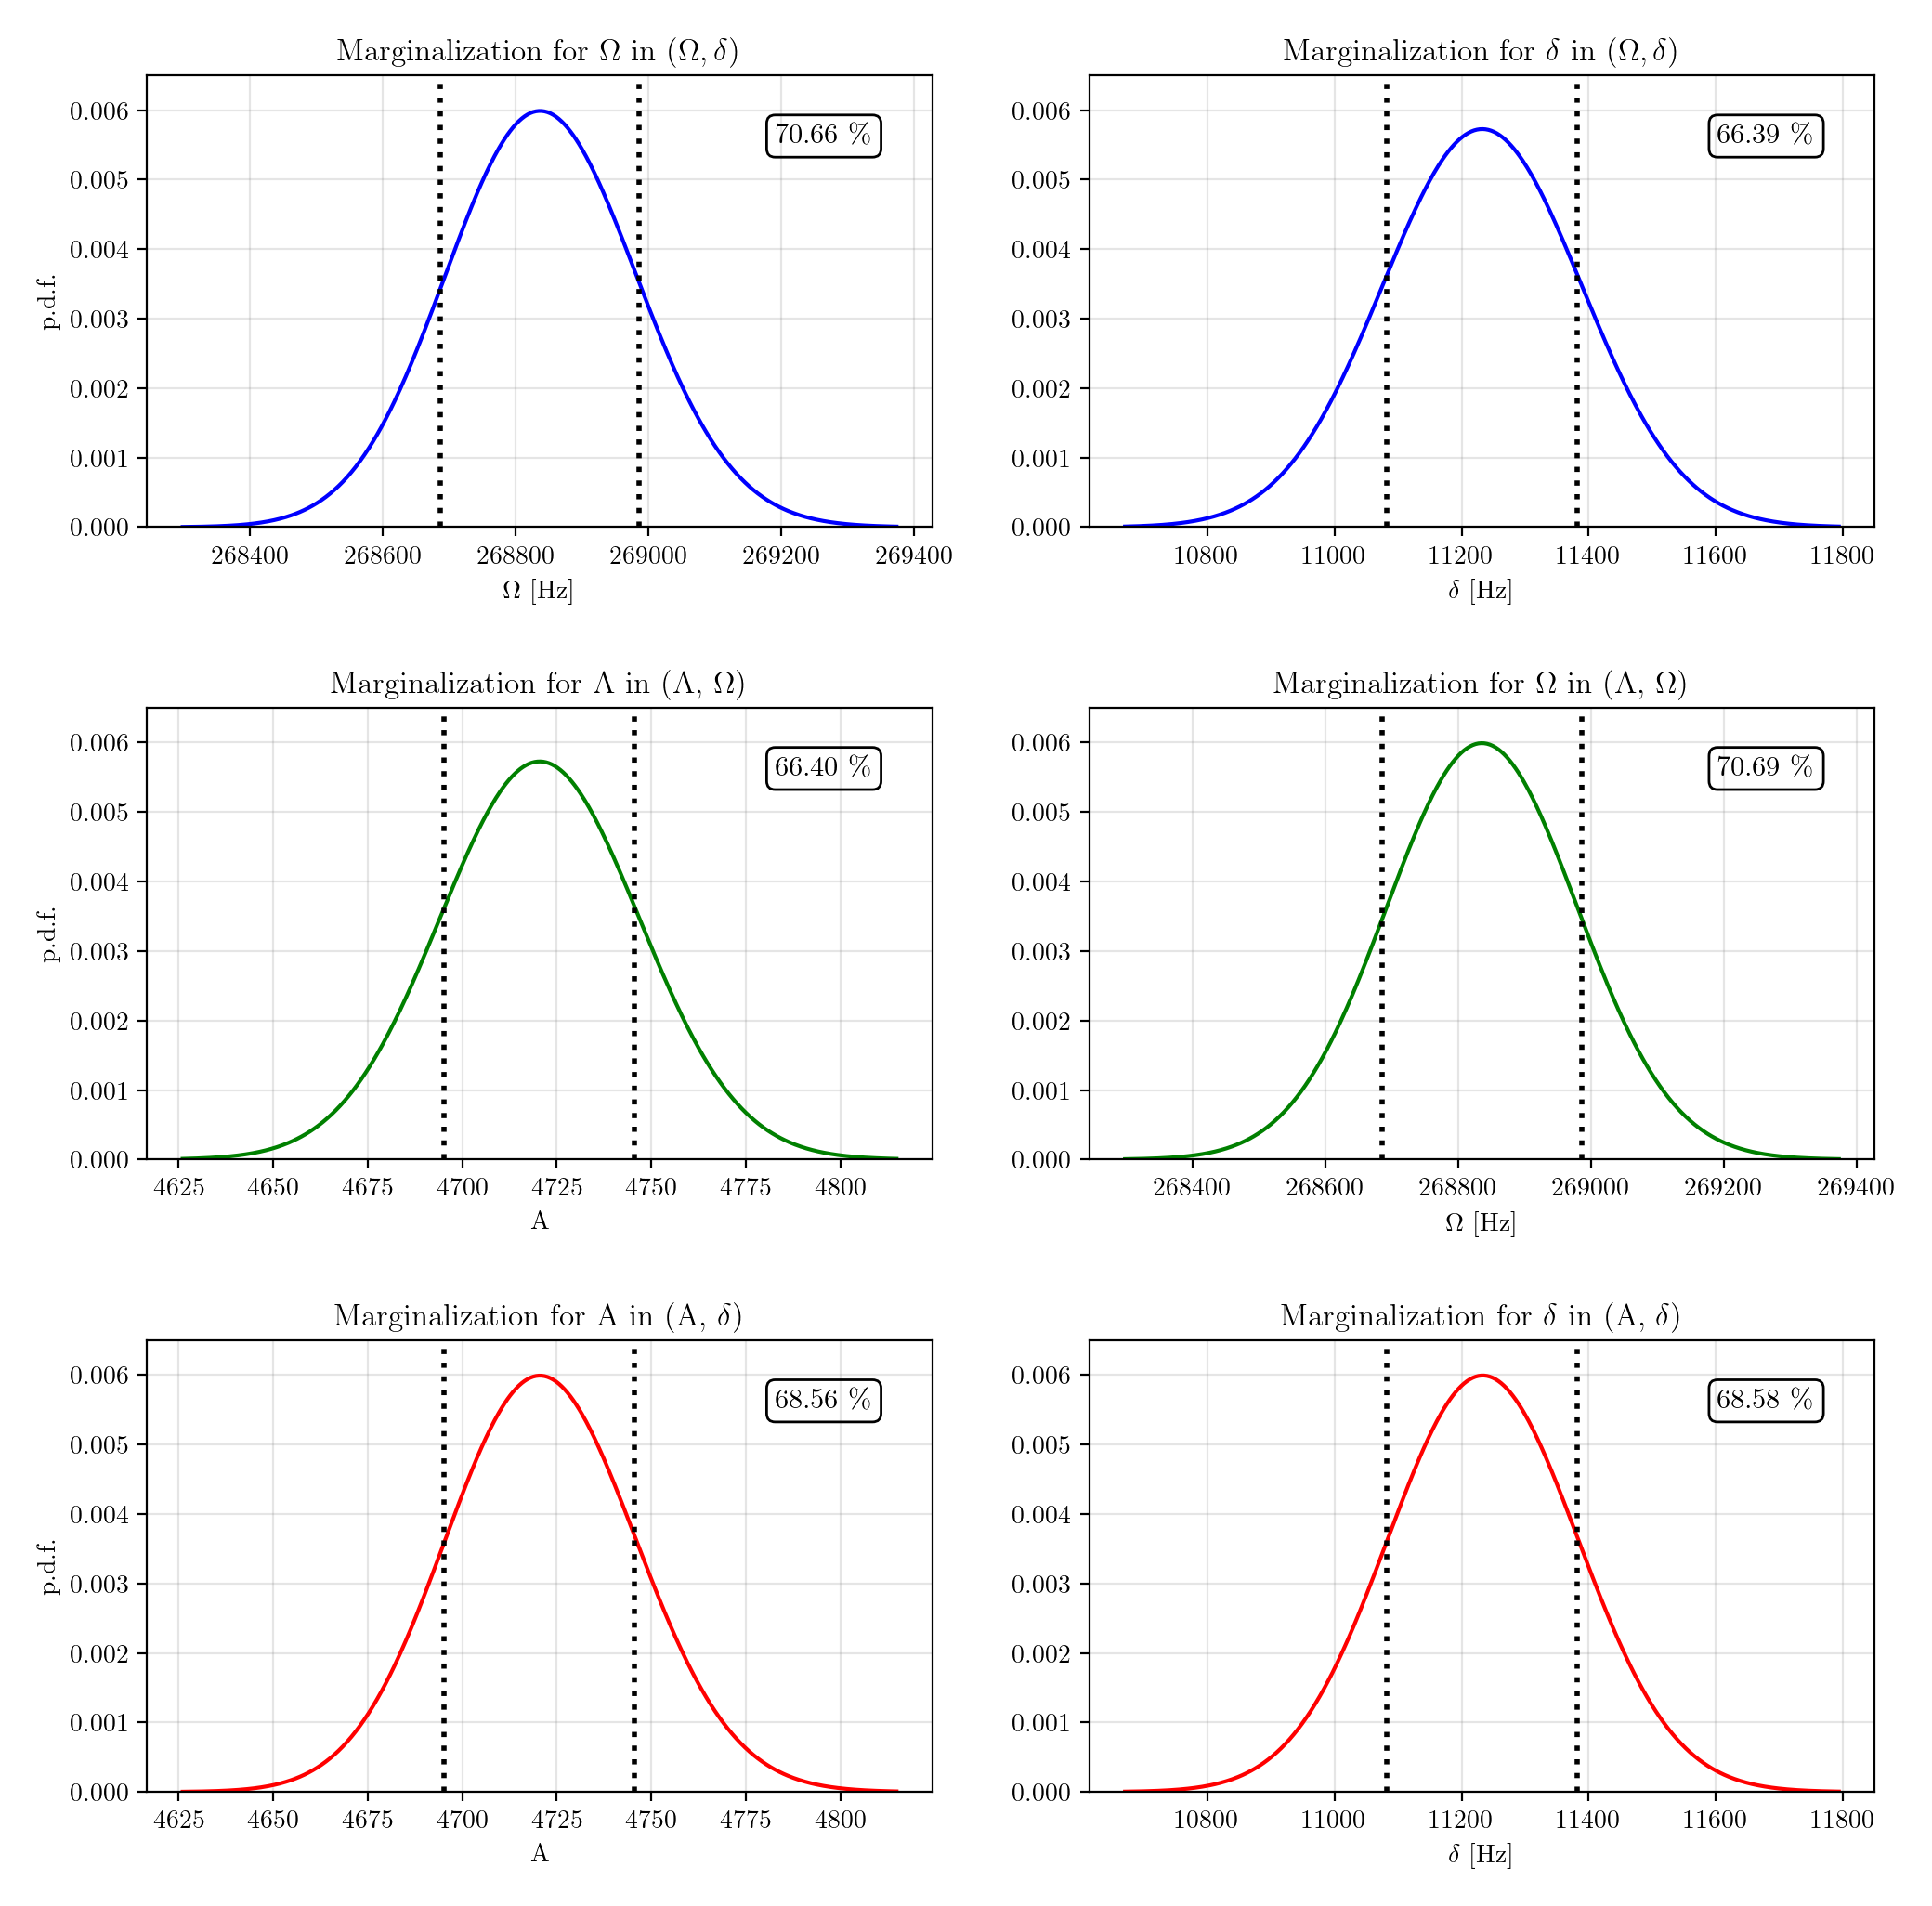 Marginalization for Ω in (Ω, δ)
70.66 %
p.d.f.
0.006
0.005
0.004
0.003
0.002
0.001
0.000
268400 268600 268800 269000 269200 269400
Ω [Hz]
Marginalization for δ in (Ω, δ)
66.39 %
0.006
0.005
0.004
0.003
0.002
0.001
0.000
10800 11000 11200 11400 11600 11800
δ [Hz]
Marginalization for A in (A, Ω)
66.40 %
p.d.f.
0.006
0.005
0.004
0.003
0.002
0.001
0.000
4625 4650 4675 4700 4725 4750 4775 4800
A
Marginalization for Ω in (A, Ω)
70.69 %
0.006
0.005
0.004
0.003
0.002
0.001
0.000
268400 268600 268800 269000 269200 269400
Ω [Hz]
Marginalization for A in (A, δ)
68.56 %
p.d.f.
0.006
0.005
0.004
0.003
0.002
0.001
0.000
4625 4650 4675 4700 4725 4750 4775 4800
A
Marginalization for δ in (A, δ)
68.58 %
0.006
0.005
0.004
0.003
0.002
0.001
0.000
10800 11000 11200 11400 11600 11800
δ [Hz]